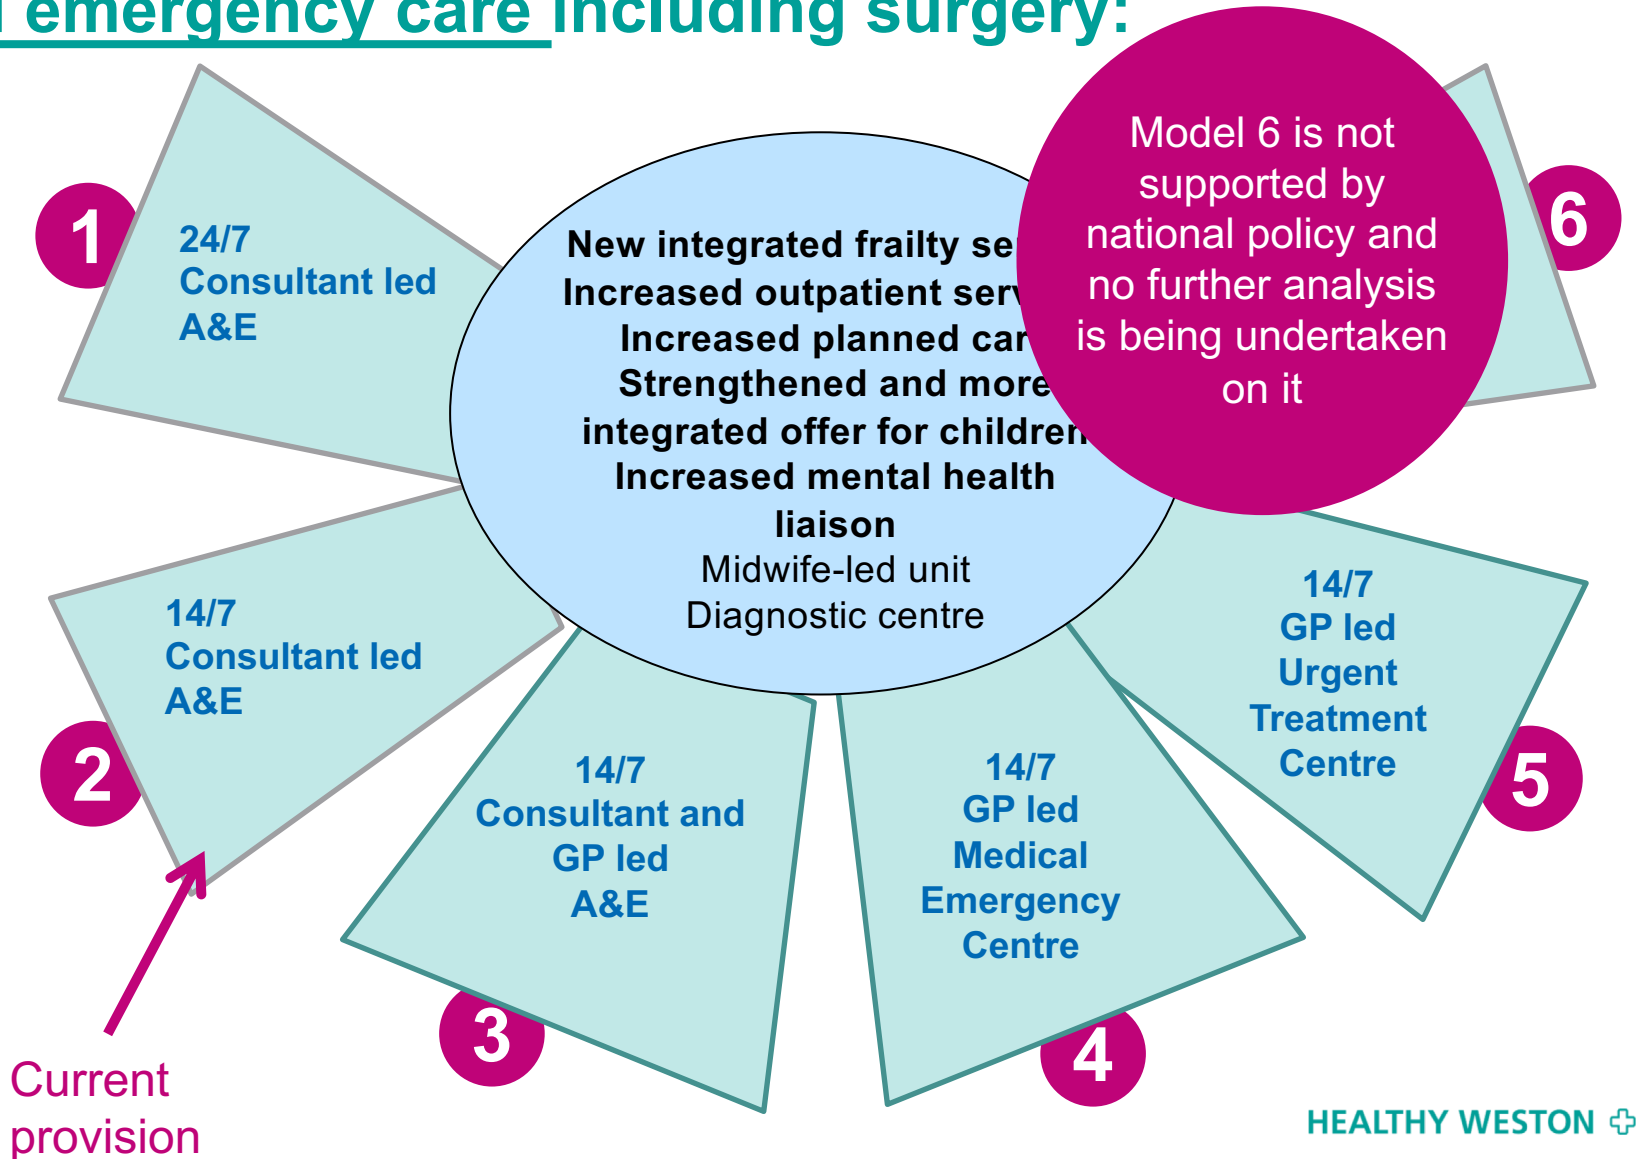 emergency care including surgery:
1
24/7
Consultant led
A&E
New integrated frailty
Increased outpatient
Increased planned
Strengthened and more
integrated offer for children
Increased mental health
liaison
Midwife-led unit
Diagnostic centre
Model 6 is not
supported by
national policy and
no further analysis
is being undertaken
on it
6
2
14/7
Consultant led
A&E
3
14/7
Consultant and
GP led
A&E
4
14/7
GP led
Medical
Emergency
Centre
5
14/7
GP led
Urgent
Treatment
Centre
Current
provision
HEALTHY WESTON